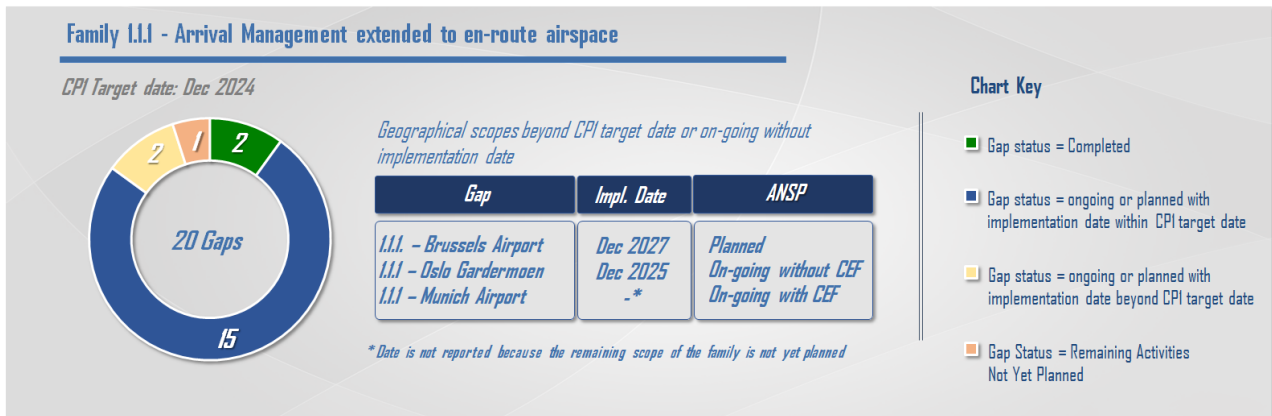 Family 1.1.1 - Arrival Management extended to en-route airspace
CP1 Target date: Dec 2024
2
1
2
20 Gaps
15
Geographical scopes beyond CP1 target date or on-going without
implementation date
Gap Impl. Date ANSP
1.1.1. – Brussels Airport Dec 2027 Planned
1.1.1 – Oslo Gardermoen Dec 2025 On-going without CEF
1.1.1 – Munich Airport -* On-going with CEF
* Date is not reported because the remaining scope of the family is not yet planned
Chart Key
Gap status = Completed
Gap status = ongoing or planned with
implementation date within CP1 target date
Gap status = ongoing or planned with
implementation date beyond CP1 target date
Gap Status = Remaining Activities
Not Yet Planned